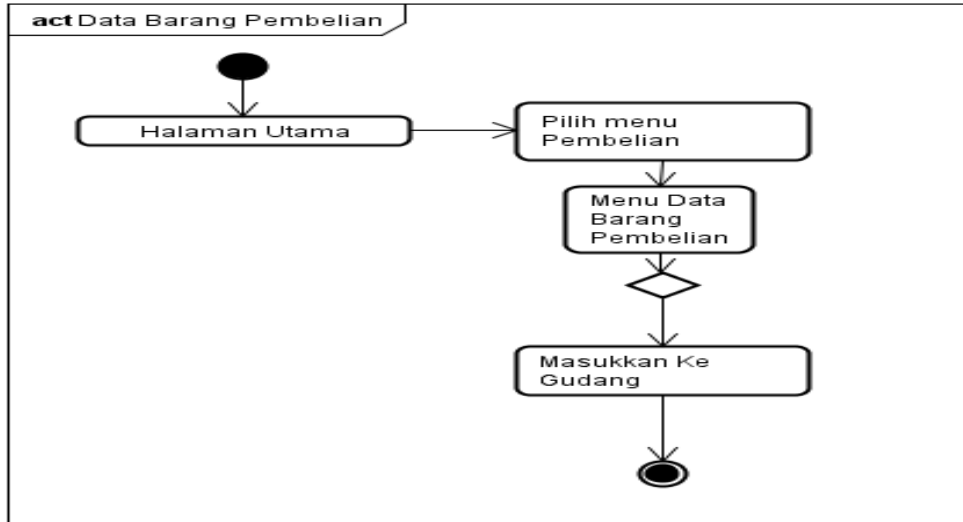 act Data Barang Pembelian
Halaman Utama
Pilih menu
Pembelian
Menu Data
Barang
Pembelian
Masukkan Ke
Gudang